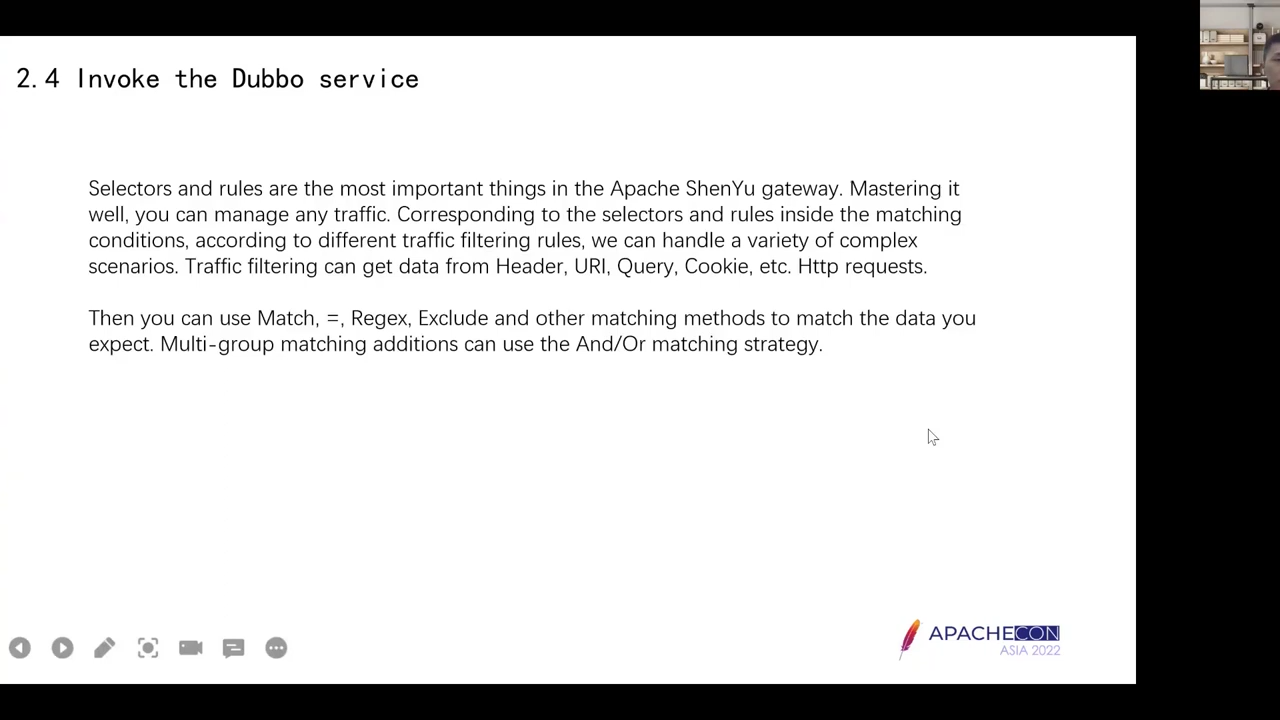 2.4 Invoke the Dubbo service
Selectors and rules are the most important things in the Apache ShenYu gateway. Mastering it
well, you can manage any traffic. Corresponding to the selectors and rules inside the matching
conditions, according to different traffic filtering rules, we can handle a variety of complex
scenarios. Traffic filtering can get data from Header, URI, Query, Cookie, etc. Http requests.
Then you can use Match, =, Regex, Exclude and other matching methods to match the data you
expect. Multi-group matching additions can use the And/Or matching strategy.
APACHECON
ASIA 2022